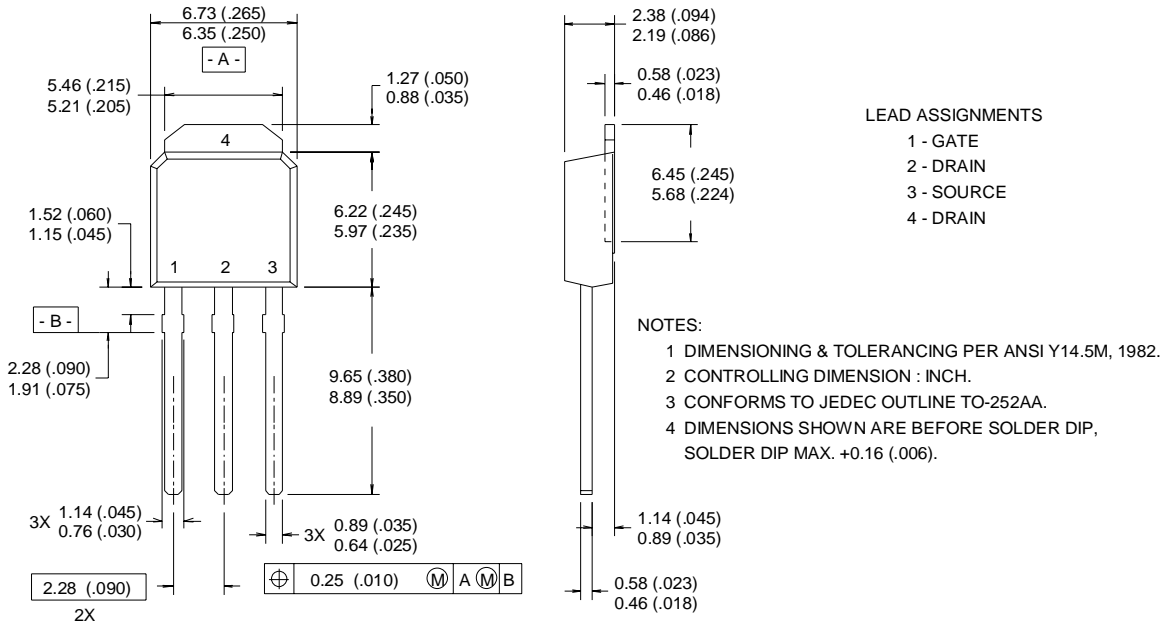 6.73 (.265)
6.35 (.250)
- A -
5.46 (.215)
5.21 (.205)
1.27 (.050)
0.88 (.035)
4
1.52 (.060)
1.15 (.045)
6.22 (.245)
5.97 (.235)
1 2 3
- B -
2.28 (.090)
1.91 (.075)
9.65 (.380)
8.89 (.350)
3X 1.14 (.045)
0.76 (.030)
3X 0.89 (.035)
0.64 (.025)
2.28 (.090)
2X
⌖ 0.25 (.010) Ⓜ A Ⓜ B
2.38 (.094)
2.19 (.086)
0.58 (.023)
0.46 (.018)
6.45 (.245)
5.68 (.224)
1.14 (.045)
0.89 (.035)
0.58 (.023)
0.46 (.018)
LEAD ASSIGNMENTS
1 - GATE
2 - DRAIN
3 - SOURCE
4 - DRAIN
NOTES:
1 DIMENSIONING & TOLERANCING PER ANSI Y14.5M, 1982.
2 CONTROLLING DIMENSION : INCH.
3 CONFORMS TO JEDEC OUTLINE TO-252AA.
4 DIMENSIONS SHOWN ARE BEFORE SOLDER DIP,
SOLDER DIP MAX. +0.16 (.006).